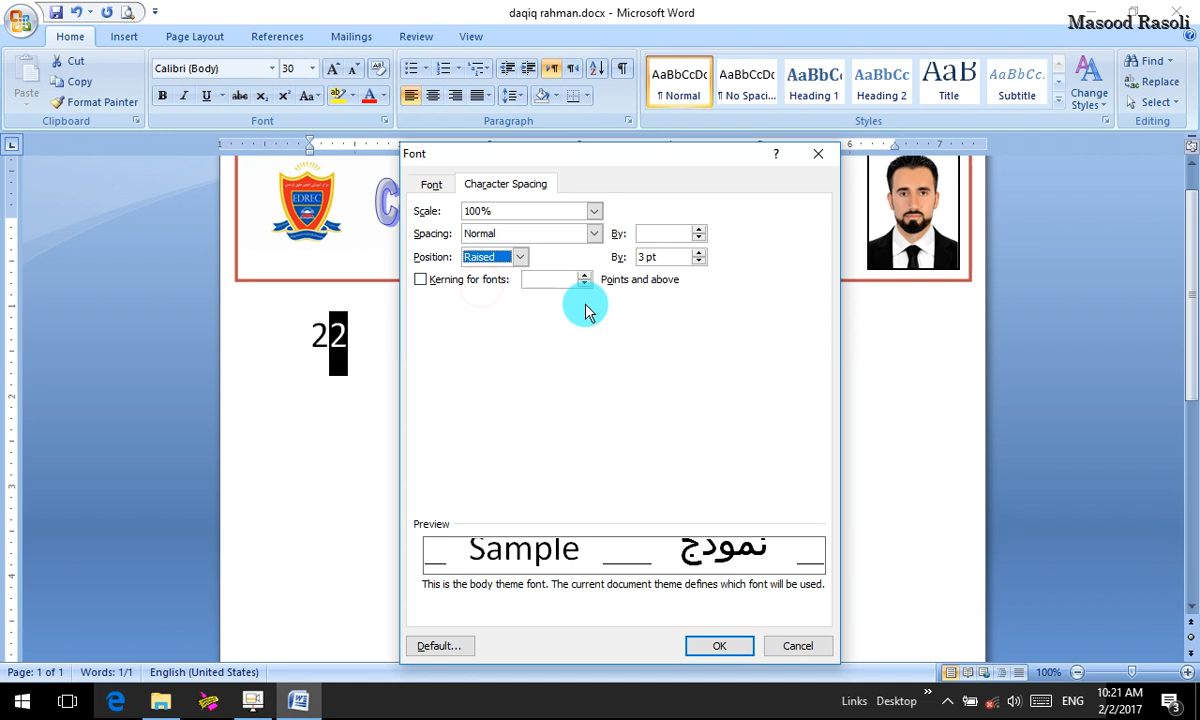 daqiq rahman.docx - Microsoft Word
Masood Rasoli
Home Insert Page Layout References Mailings Review View
Paste
Cut
Copy
Format Painter
Clipboard
Calibri (Body) 30
Font
Paragraph
AaBbCcDc AaBbCcDc AaBbCc AaBbCc AaB AaBbCc.
¶ Normal ¶ No Spaci... Heading 1 Heading 2 Title Subtitle
Change Styles
Styles
Find
Replace
Select
Editing
EDREC
C
22
Font
Font Character Spacing
Scale: 100%
Spacing: Normal By:
Position: Raised By: 3 pt
Kerning for fonts: Points and above
Preview
Sample نموذج
This is the body theme font. The current document theme defines which font will be used.
Default... OK Cancel
Page: 1 of 1 Words: 1/1 English (United States) 100%
Links Desktop ENG 10:21 AM
2/2/2017
3